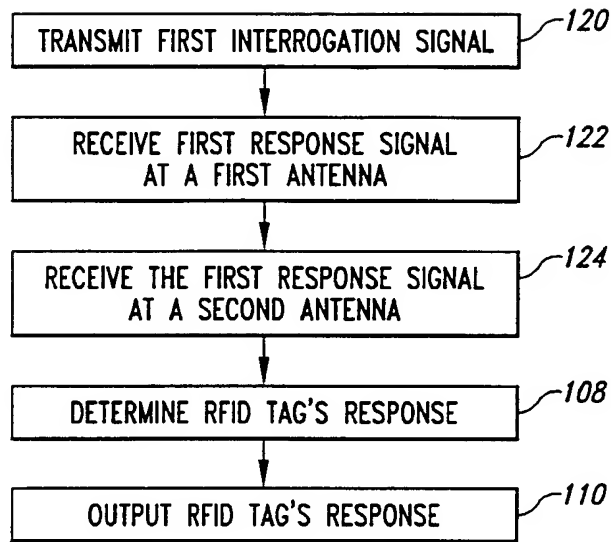 TRANSMIT FIRST INTERROGATION SIGNAL
120
RECEIVE FIRST RESPONSE SIGNAL
AT A FIRST ANTENNA
122
RECEIVE THE FIRST RESPONSE SIGNAL
AT A SECOND ANTENNA
124
DETERMINE RFID TAG'S RESPONSE
108
OUTPUT RFID TAG'S RESPONSE
110